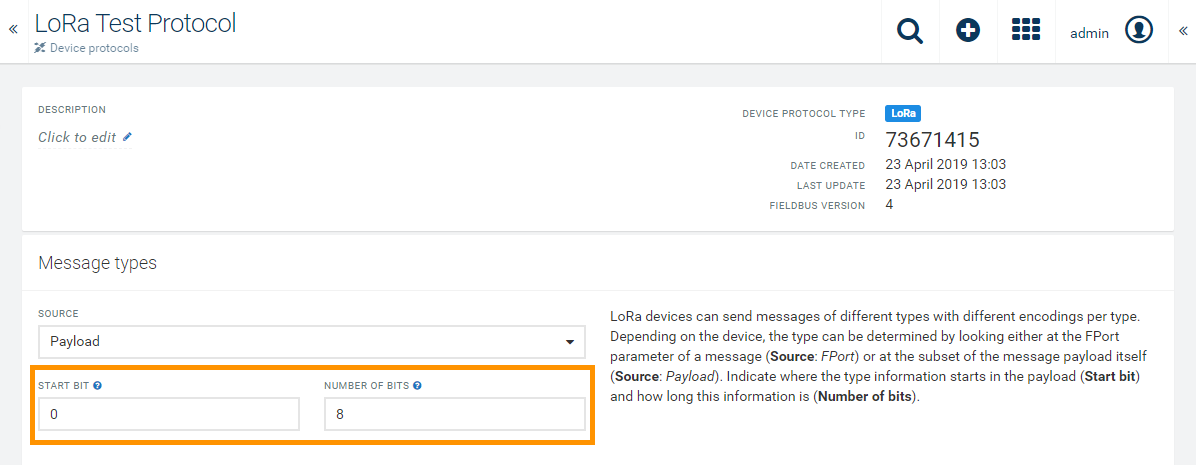 LoRa Test Protocol
Device protocols
admin
DESCRIPTION
Click to edit
DEVICE PROTOCOL TYPE LoRa
ID 73671415
DATE CREATED 23 April 2019 13:03
LAST UPDATE 23 April 2019 13:03
FIELDBUS VERSION 4
Message types
SOURCE
Payload
START BIT ? NUMBER OF BITS ?
0 8
LoRa devices can send messages of different types with different encodings per type.
Depending on the device, the type can be determined by looking either at the FPort
parameter of a message (Source: FPort) or at the subset of the message payload itself
(Source: Payload). Indicate where the type information starts in the payload (Start bit)
and how long this information is (Number of bits).